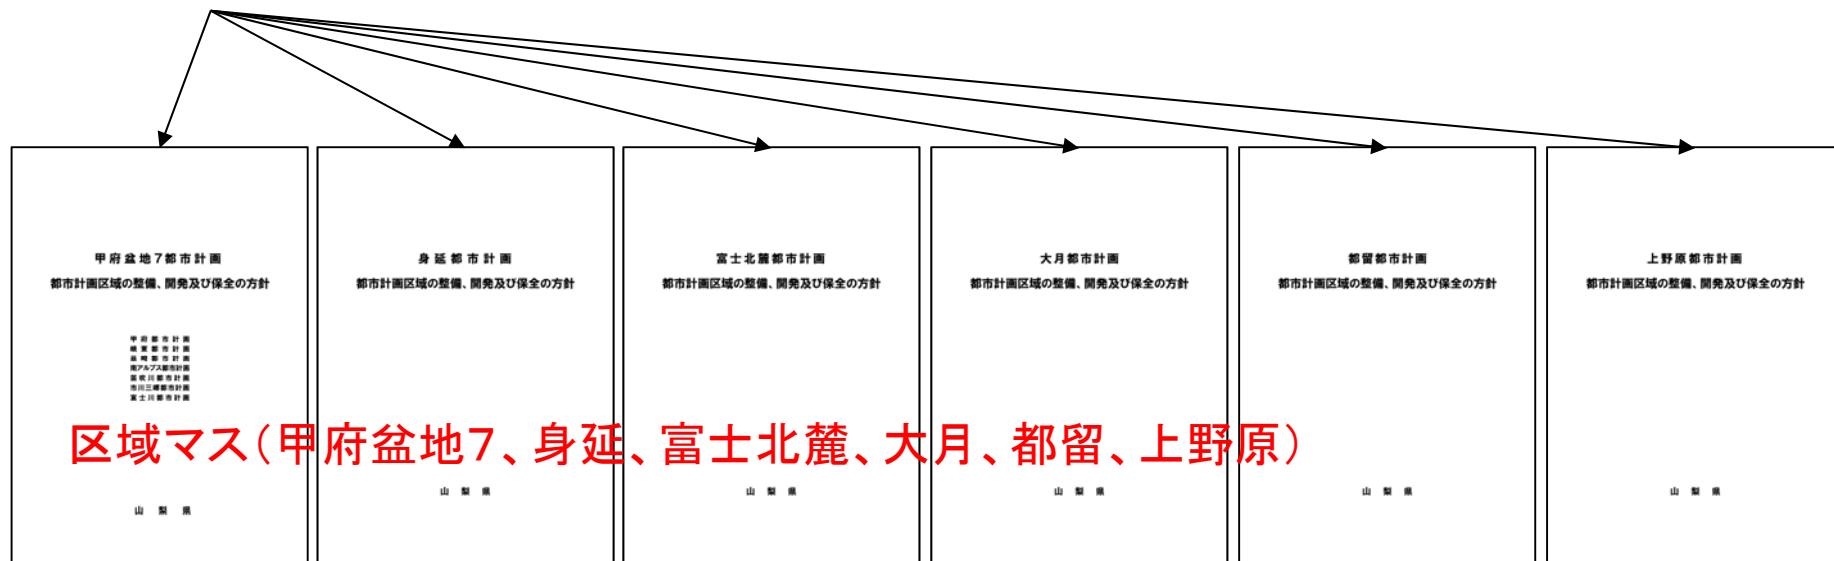 甲府盆地7都市計画
都市計画区域の整備、開発及び保全の方針
甲府都市計画
峡東都市計画
韮崎都市計画
南アルプス都市計画
笛吹川都市計画
市川三郷都市計画
富士川都市計画
山梨県
身延都市計画
都市計画区域の整備、開発及び保全の方針
山梨県
富士北麓都市計画
都市計画区域の整備、開発及び保全の方針
山梨県
大月都市計画
都市計画区域の整備、開発及び保全の方針
山梨県
都留都市計画
都市計画区域の整備、開発及び保全の方針
山梨県
上野原都市計画
都市計画区域の整備、開発及び保全の方針
山梨県
区域マス(甲府盆地7、身延、富士北麓、大月、都留、上野原)